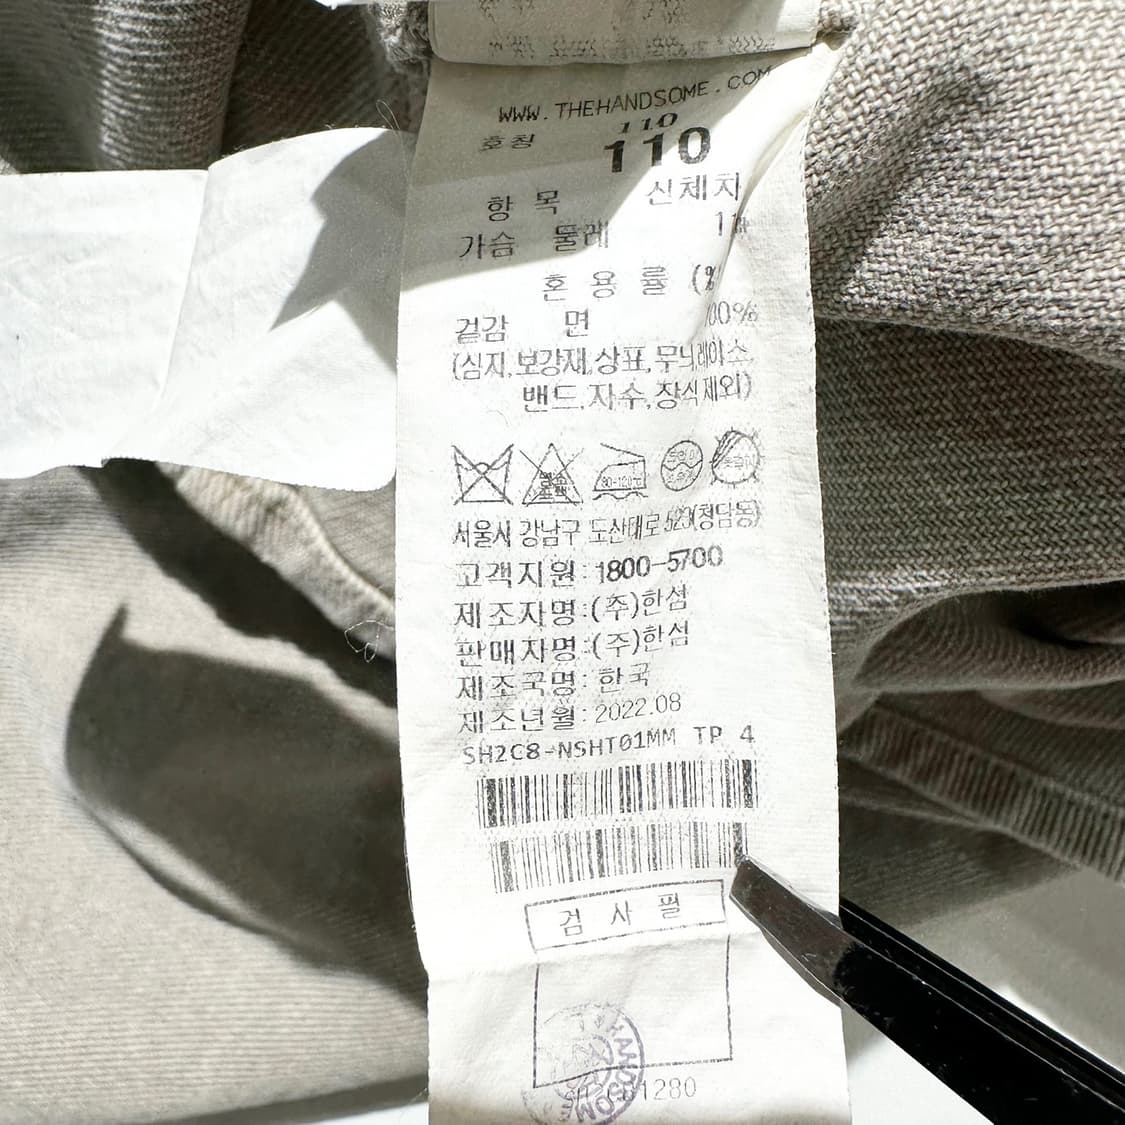 WWW.THEHANDSOME.COM
110
호칭 110
항 목 신체치
가슴 둘레
혼 용 률 (%
겉감 면 00%
(심지,보강재,상표,무늬레이스,
밴드,자수,장식제외)
80-120℃
서울시 강남구 도산대로 523(청담동)
고객지원:1800-5700
제조자명:(주)한섬
판매자명:(주)한섬
제조국명: 한국
제조년월: 2022.08
SH2C8-NSHT01MM TP 4
검 사 필
HANDSOME
1280